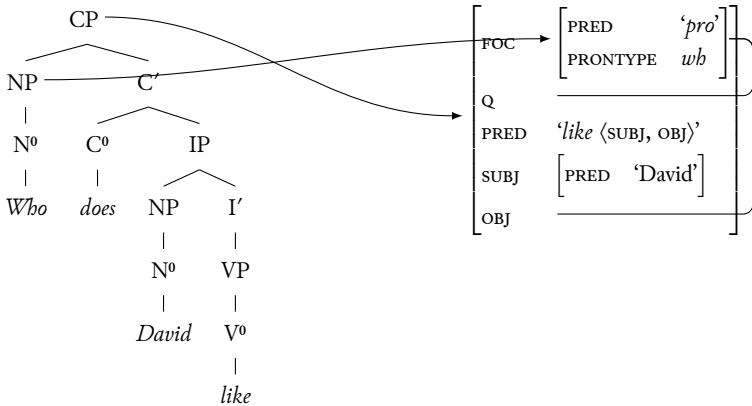 CP
NP C′
N⁰ C⁰ IP
Who does NP I′
N⁰ VP
David V⁰
like
FOC PRED ‘pro’
PRONTYPE wh
Q
PRED ‘like ⟨SUBJ, OBJ⟩’
SUBJ PRED ‘David’
OBJ